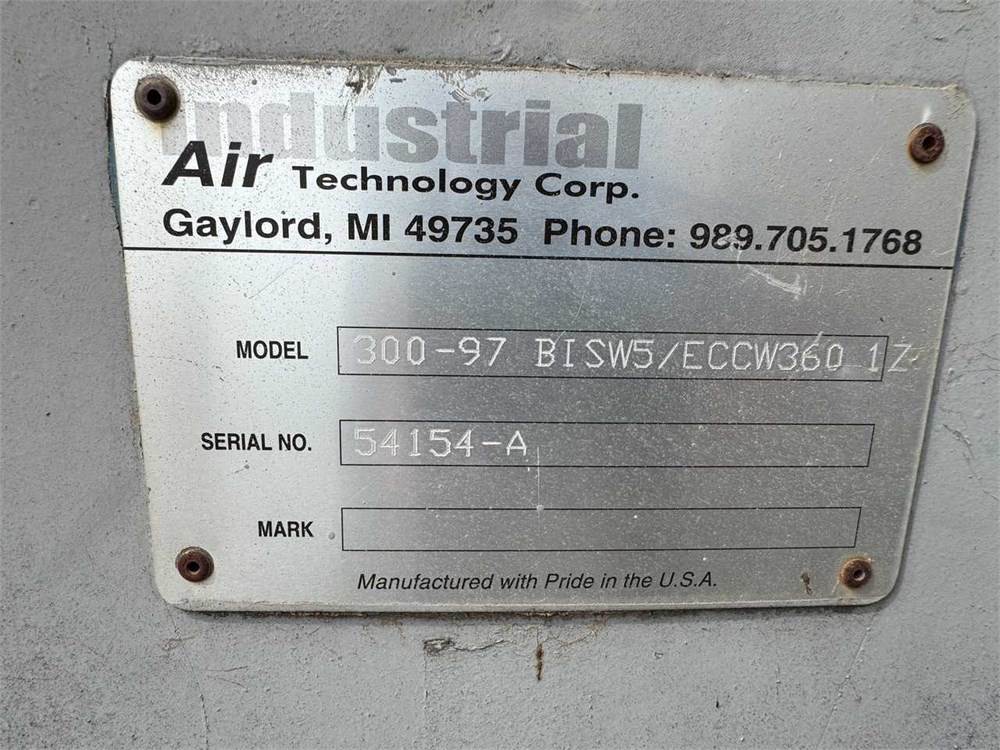 Industrial
Air Technology Corp.
Gaylord, MI 49735 Phone: 989.705.1768
MODEL 300-97 BISW5/ECCW360 1Z
SERIAL NO. 54154-A
MARK
Manufactured with Pride in the U.S.A.